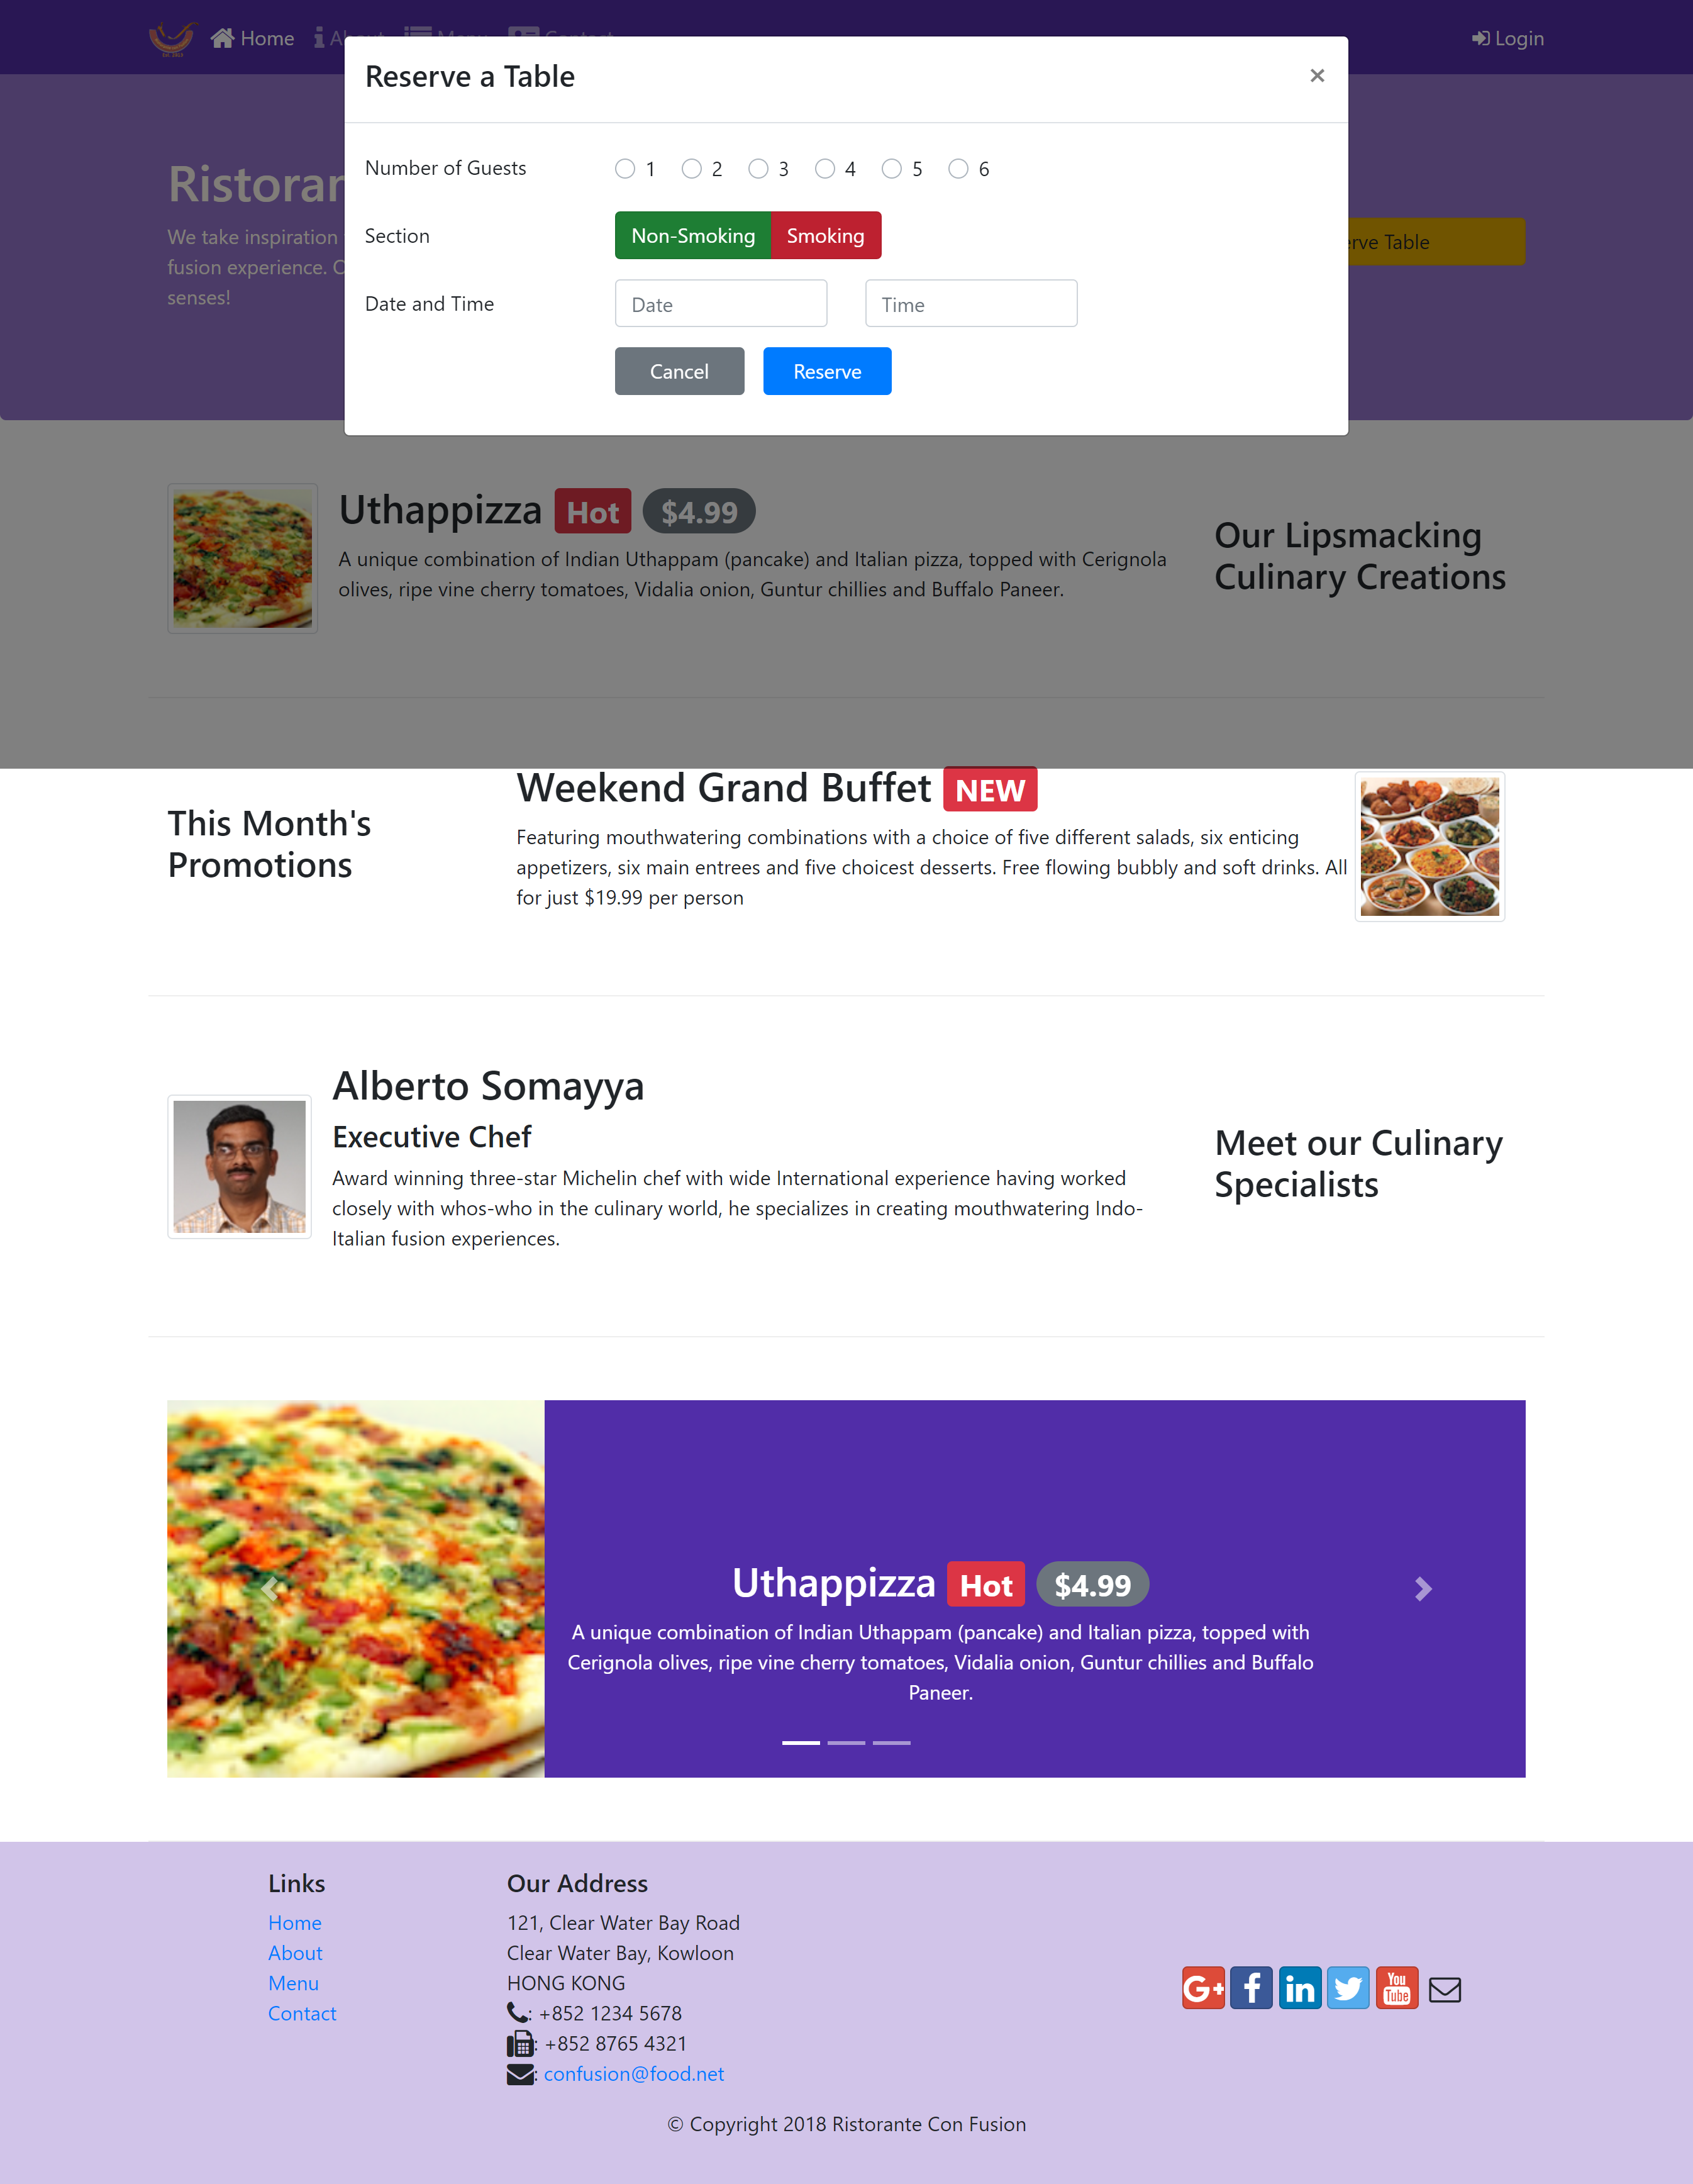 Home
Login
Reserve a Table
×
Number of Guests
1 2 3 4 5 6
Section
Non-Smoking Smoking
Date and Time
Date Time
Cancel Reserve
We take inspiration
fusion experience.
senses!
Table
Uthappizza Hot $4.99
A unique combination of Indian Uthappam (pancake) and Italian pizza, topped with Cerignola
olives, ripe vine cherry tomatoes, Vidalia onion, Guntur chillies and Buffalo Paneer.
Our Lipsmacking
Culinary Creations
This Month's
Promotions
Weekend Grand Buffet NEW
Featuring mouthwatering combinations with a choice of five different salads, six enticing
appetizers, six main entrees and five choicest desserts. Free flowing bubbly and soft drinks. All
for just $19.99 per person
Alberto Somayya
Executive Chef
Award winning three-star Michelin chef with wide International experience having worked
closely with whos-who in the culinary world, he specializes in creating mouthwatering Indo-
Italian fusion experiences.
Meet our Culinary
Specialists
Uthappizza Hot $4.99
A unique combination of Indian Uthappam (pancake) and Italian pizza, topped with
Cerignola olives, ripe vine cherry tomatoes, Vidalia onion, Guntur chillies and Buffalo
Paneer.
Links
Home
About
Menu
Contact
Our Address
121, Clear Water Bay Road
Clear Water Bay, Kowloon
HONG KONG
: +852 1234 5678
: +852 8765 4321
: confusion@food.net
G+ f in You Tube
© Copyright 2018 Ristorante Con Fusion